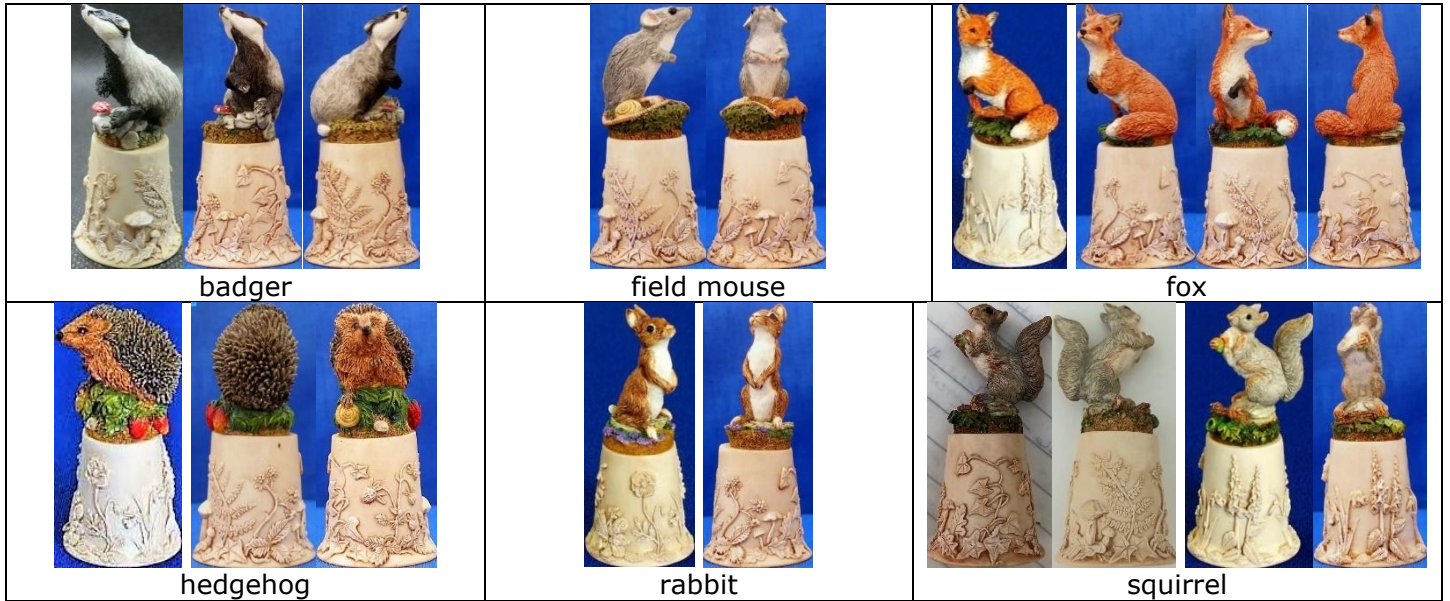 badger
field mouse
fox
hedgehog
rabbit
squirrel